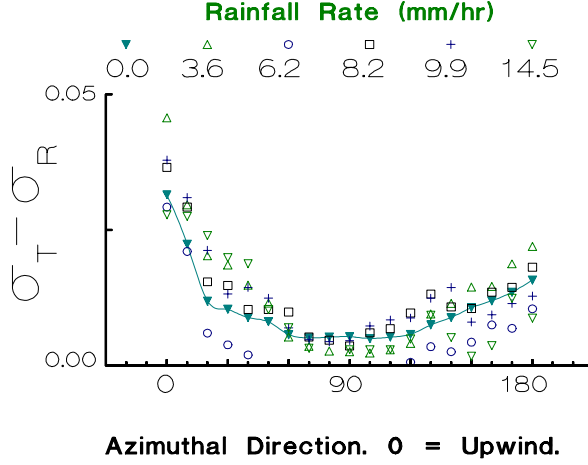 Rainfall Rate (mm/hr)
0.0 3.6 6.2 8.2 9.9 14.5
0.05
σT−σR
0.00
0 90 180
Azimuthal Direction. 0 = Upwind.